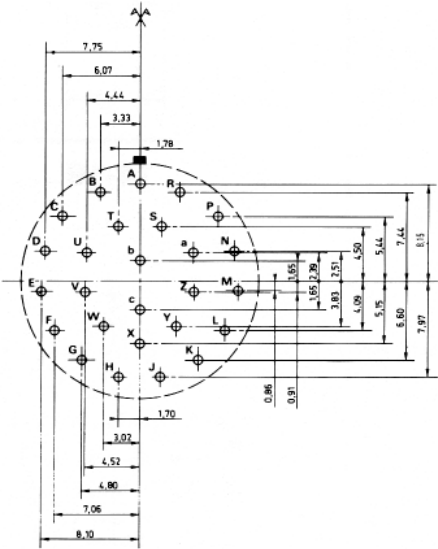 7,75
6,07
4,44
3,33
1,78
A
B R
C P
T S
D U b a N
E V Z M
c
F W Y L
X
G K
H J
1,65
2,39
2,51
4,50
5,44
7,44
8,15
1,65
3,83
4,09
5,15
6,60
7,97
0,86
0,91
1,70
3,02
4,52
4,80
7,06
8,10